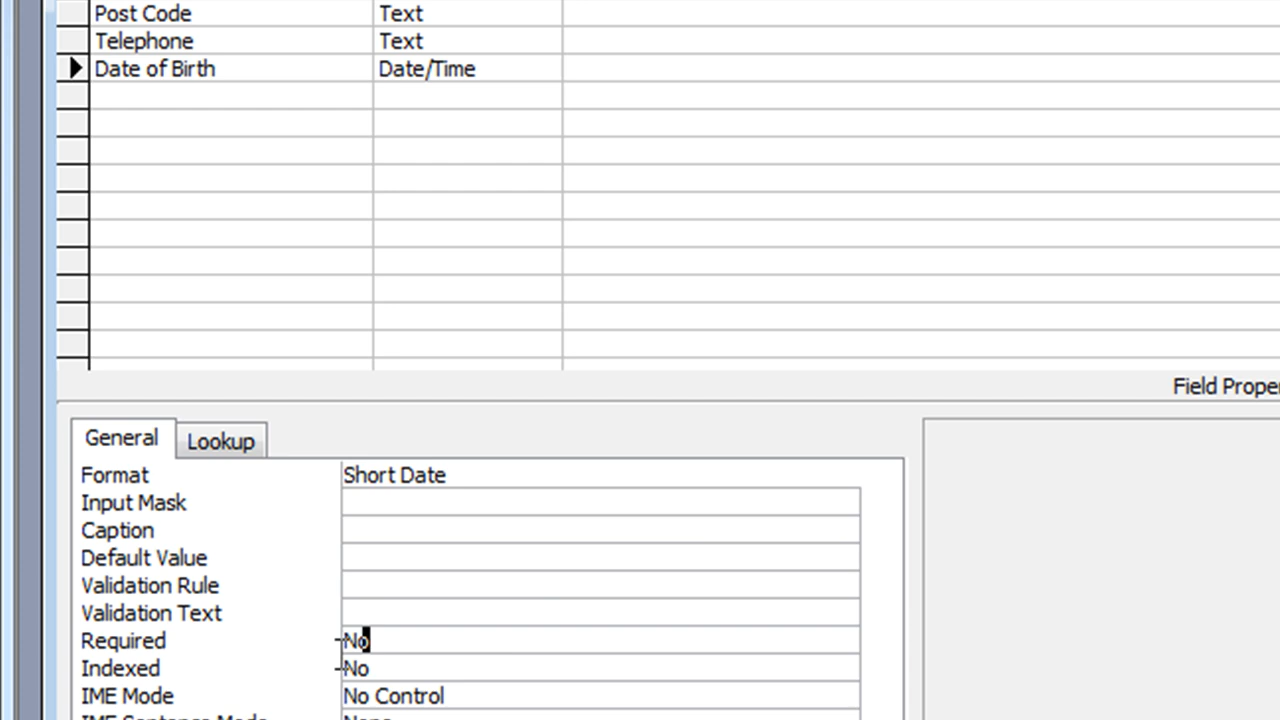 Post Code Text
Telephone Text
Date of Birth Date/Time
Field Proper
General Lookup
Format Short Date
Input Mask
Caption
Default Value
Validation Rule
Validation Text
Required No
Indexed No
IME Mode No Control
IME Sentence Mode None